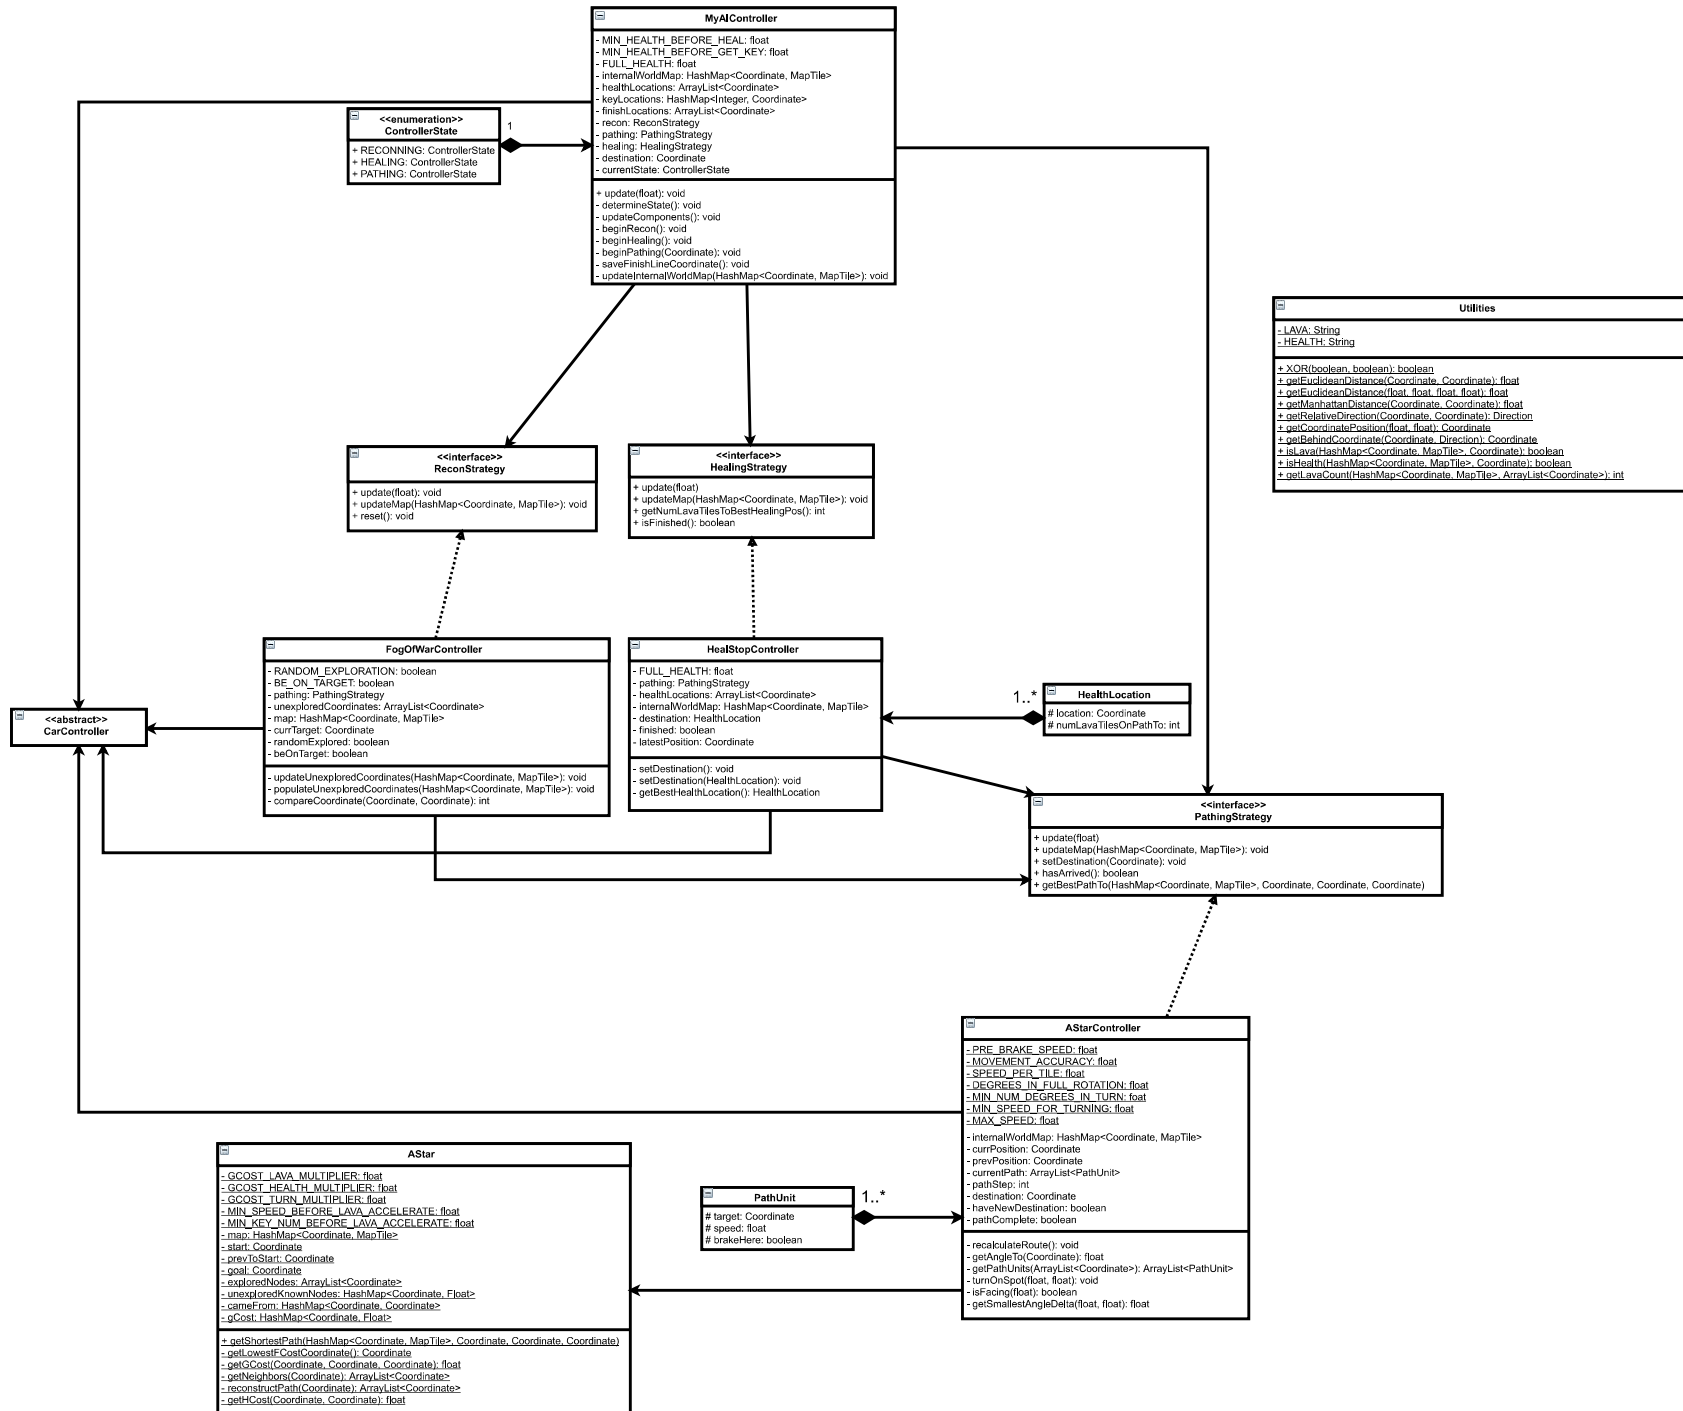 MyAIController
- MIN_HEALTH_BEFORE_HEAL: float
- MIN_HEALTH_BEFORE_GET_KEY: float
- FULL_HEALTH: float
- internalWorldMap: HashMap<Coordinate, MapTile>
- healthLocations: ArrayList<Coordinate>
- keyLocations: HashMap<Integer, Coordinate>
- finishLocations: ArrayList<Coordinate>
- recon: ReconStrategy
- pathing: PathingStrategy
- healing: HealingStrategy
- destination: Coordinate
- currentState: ControllerState
+ update(float): void
- determineState(): void
- updateComponents(): void
- beginRecon(): void
- beginHealing(): void
- beginPathing(Coordinate): void
- saveFinishLineCoordinate(): void
- updateInternalWorldMap(HashMap<Coordinate, MapTile>): void
<<enumeration>>
ControllerState
+ RECONNING: ControllerState
+ HEALING: ControllerState
+ PATHING: ControllerState
1
Utilities
- LAVA: String
- HEALTH: String
+ XOR(boolean, boolean): boolean
+ getEuclideanDistance(Coordinate, Coordinate): float
+ getEuclideanDistance(float, float, float, float): float
+ getManhattanDistance(Coordinate, Coordinate): float
+ getRelativeDirection(Coordinate, Coordinate): Direction
+ getCoordinatePosition(float, float): Coordinate
+ getBehindCoordinate(Coordinate, Direction): Coordinate
+ isLava(HashMap<Coordinate, MapTile>, Coordinate): boolean
+ isHealth(HashMap<Coordinate, MapTile>, Coordinate): boolean
+ getLavaCount(HashMap<Coordinate, MapTile>, ArrayList<Coordinate>): int
<<interface>>
ReconStrategy
+ update(float): void
+ updateMap(HashMap<Coordinate, MapTile>): void
+ reset(): void
<<interface>>
HealingStrategy
+ update(float)
+ updateMap(HashMap<Coordinate, MapTile>): void
+ getNumLavaTilesToBestHealingPos(): int
+ isFinished(): boolean
FogOfWarController
- RANDOM_EXPLORATION: boolean
- BE_ON_TARGET: boolean
- pathing: PathingStrategy
- unexploredCoordinates: ArrayList<Coordinate>
- map: HashMap<Coordinate, MapTile>
- currTarget: Coordinate
- randomExplored: boolean
- beOnTarget: boolean
- updateUnexploredCoordinates(HashMap<Coordinate, MapTile>): void
- populateUnexploredCoordinates(HashMap<Coordinate, MapTile>): void
- compareCoordinate(Coordinate, Coordinate): int
HealStopController
- FULL_HEALTH: float
- pathing: PathingStrategy
- healthLocations: ArrayList<Coordinate>
- internalWorldMap: HashMap<Coordinate, MapTile>
- destination: HealthLocation
- finished: boolean
- latestPosition: Coordinate
- setDestination(): void
- setDestination(HealthLocation): void
- getBestHealthLocation(): HealthLocation
1..*
HealthLocation
# location: Coordinate
# numLavaTilesOnPathTo: int
<<abstract>>
CarController
<<interface>>
PathingStrategy
+ update(float)
+ updateMap(HashMap<Coordinate, MapTile>): void
+ setDestination(Coordinate): void
+ hasArrived(): boolean
+ getBestPathTo(HashMap<Coordinate, MapTile>, Coordinate, Coordinate, Coordinate)
AStarController
- PRE_BRAKE_SPEED: float
- MOVEMENT_ACCURACY: float
- SPEED_PER_TILE: float
- DEGREES_IN_FULL_ROTATION: float
- MIN_NUM_DEGREES_IN_TURN: foat
- MIN_SPEED_FOR_TURNING: float
- MAX_SPEED: float
- internalWorldMap: HashMap<Coordinate, MapTile>
- currPosition: Coordinate
- prevPosition: Coordinate
- currentPath: ArrayList<PathUnit>
- pathStep: int
- destination: Coordinate
- haveNewDestination: boolean
- pathComplete: boolean
- recalculateRoute(): void
- getAngleTo(Coordinate): float
- getPathUnits(ArrayList<Coordinate>): ArrayList<PathUnit>
- turnOnSpot(float, float): void
- isFacing(float): boolean
- getSmallestAngleDelta(float, float): float
AStar
- GCOST_LAVA_MULTIPLIER: float
- GCOST_HEALTH_MULTIPLIER: float
- GCOST_TURN_MULTIPLIER: float
- MIN_SPEED_BEFORE_LAVA_ACCELERATE: float
- MIN_KEY_NUM_BEFORE_LAVA_ACCELERATE: float
- map: HashMap<Coordinate, MapTile>
- start: Coordinate
- prevToStart: Coordinate
- goal: Coordinate
- exploredNodes: ArrayList<Coordinate>
- unexploredKnownNodes: HashMap<Coordinate, Float>
- cameFrom: HashMap<Coordinate, Coordinate>
- gCost: HashMap<Coordinate, Float>
+ getShortestPath(HashMap<Coordinate, MapTile>, Coordinate, Coordinate, Coordinate)
- getLowestFCostCoordinate(): Coordinate
- getGCost(Coordinate, Coordinate, Coordinate): float
- getNeighbors(Coordinate): ArrayList<Coordinate>
- reconstructPath(Coordinate): ArrayList<Coordinate>
- getHCost(Coordinate, Coordinate): float
PathUnit
# target: Coordinate
# speed: float
# brakeHere: boolean
1..*